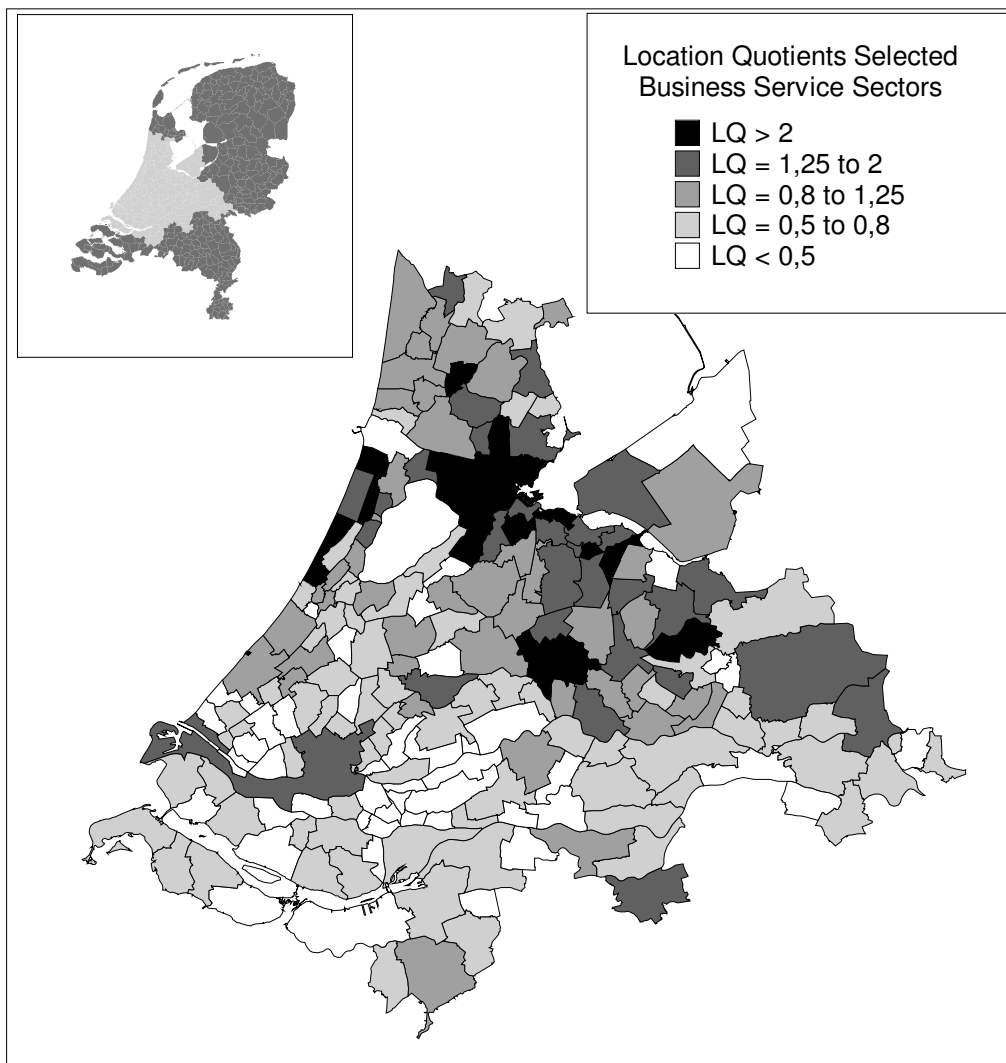 Location Quotients Selected
Business Service Sectors
LQ > 2
LQ = 1,25 to 2
LQ = 0,8 to 1,25
LQ = 0,5 to 0,8
LQ < 0,5